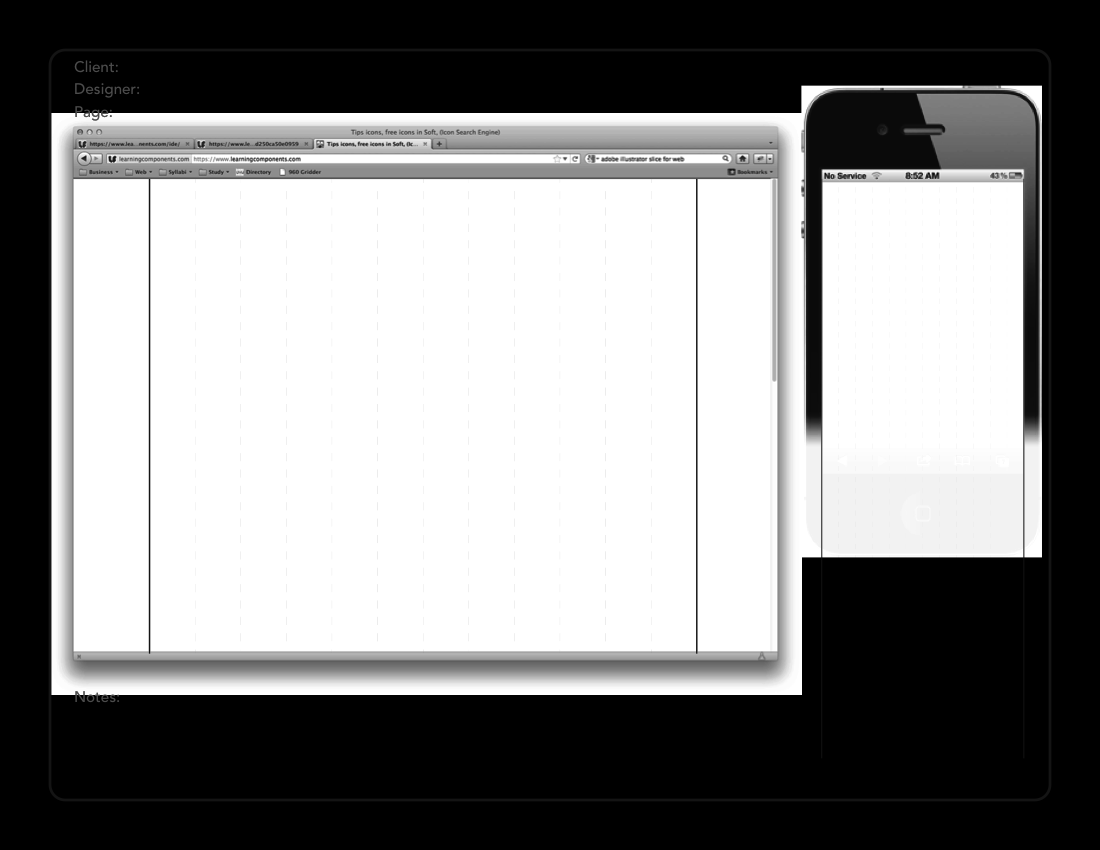 Client:
Designer:
Page:
Tips icons, free icons in Soft, (Icon Search Engine)
https://www.lea...nents.com/ide/
https://www.le...d250ca50e0959
Tips icons, free icons in Soft, (Ic...
learningcomponents.com
https://www.learningcomponents.com
adobe illustrator slice for web
Business
Web
Syllabi
Study
Directory
960 Gridder
Bookmarks
No Service
8:52 AM
43%
Notes: